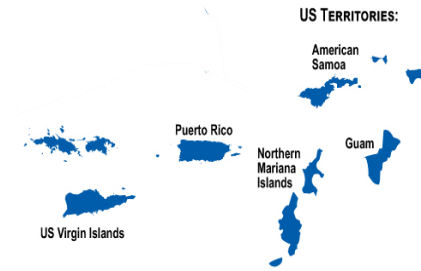 US TERRITORIES:
American
Samoa
Puerto Rico
Guam
Northern
Mariana
Islands
US Virgin Islands